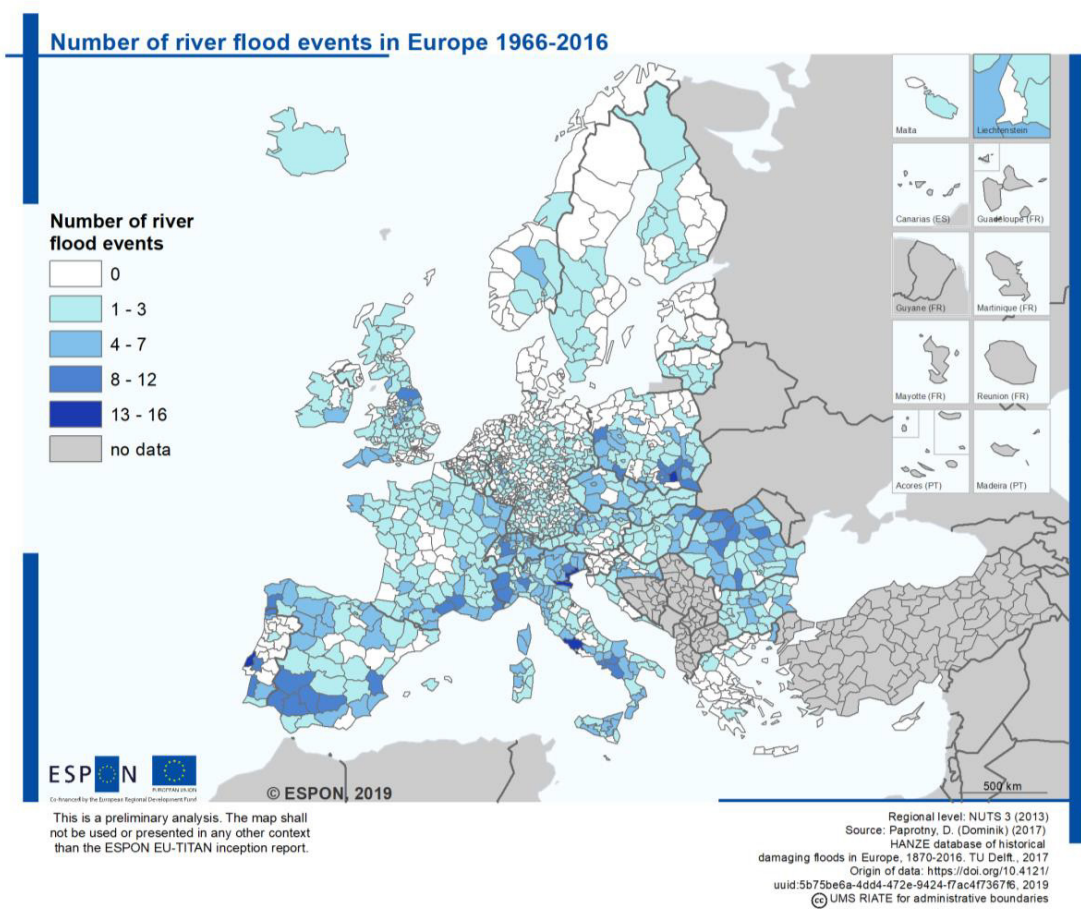 Number of river flood events in Europe 1966-2016
Number of river
flood events
0
1 - 3
4 - 7
8 - 12
13 - 16
no data
Malta
Liechtenstein
Canarias (ES)
Guadeloupe (FR)
Guyane (FR)
Martinique (FR)
Mayotte (FR)
Reunion (FR)
Acores (PT)
Madeira (PT)
ESPON
EUROPEAN UNION
Co-financed by the European Regional Development Fund
© ESPON, 2019
500 km
This is a preliminary analysis. The map shall
not be used or presented in any other context
than the ESPON EU-TITAN inception report.
Regional level: NUTS 3 (2013)
Source: Paprotny, D. (Dominik) (2017)
HANZE database of historical
damaging floods in Europe, 1870-2016. TU Delft., 2017
Origin of data: https://doi.org/10.4121/
uuid:5b75be6a-4dd4-472e-9424-f7ac4f7367f6, 2019
cc UMS RIATE for administrative boundaries